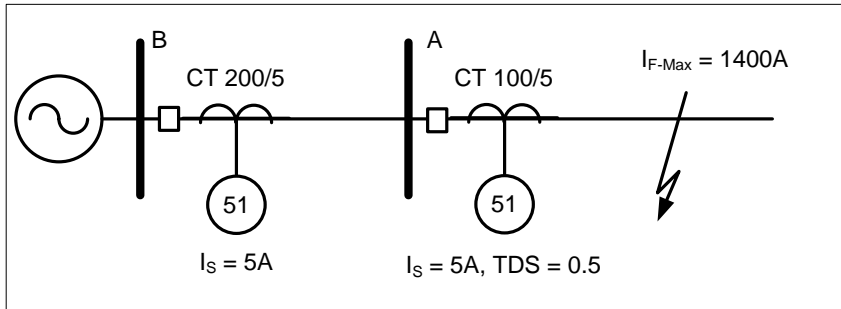 B
A
CT 200/5
CT 100/5
I_F-Max = 1400A
51
51
I_S = 5A
I_S = 5A, TDS = 0.5